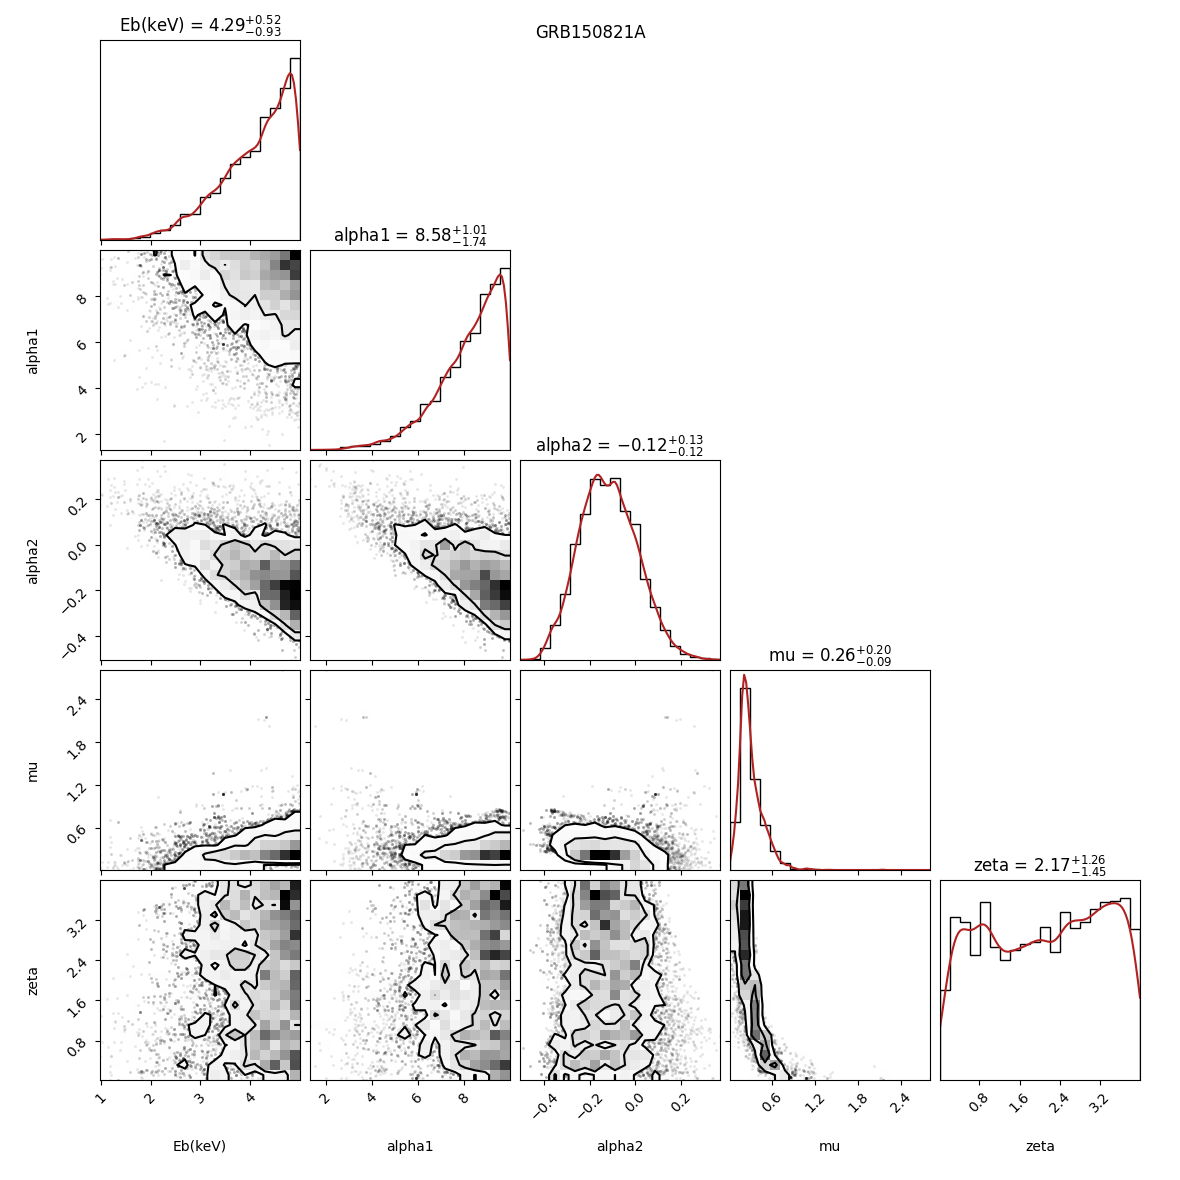 GRB150821A
Eb(keV) = 4.29+0.52 −0.93
alpha1 = 8.58+1.01 −1.74
alpha1
8
6
4
2
alpha2 = −0.12+0.13 −0.12
alpha2
0.2
0.0
−0.2
−0.4
mu = 0.26+0.20 −0.09
mu
2.4
1.8
1.2
0.6
zeta = 2.17+1.26 −1.45
zeta
3.2
2.4
1.6
0.8
1 2 3 4
2 4 6 8
−0.4 −0.2 0.0 0.2
0.6 1.2 1.8 2.4
0.8 1.6 2.4 3.2
Eb(keV) alpha1 alpha2 mu zeta